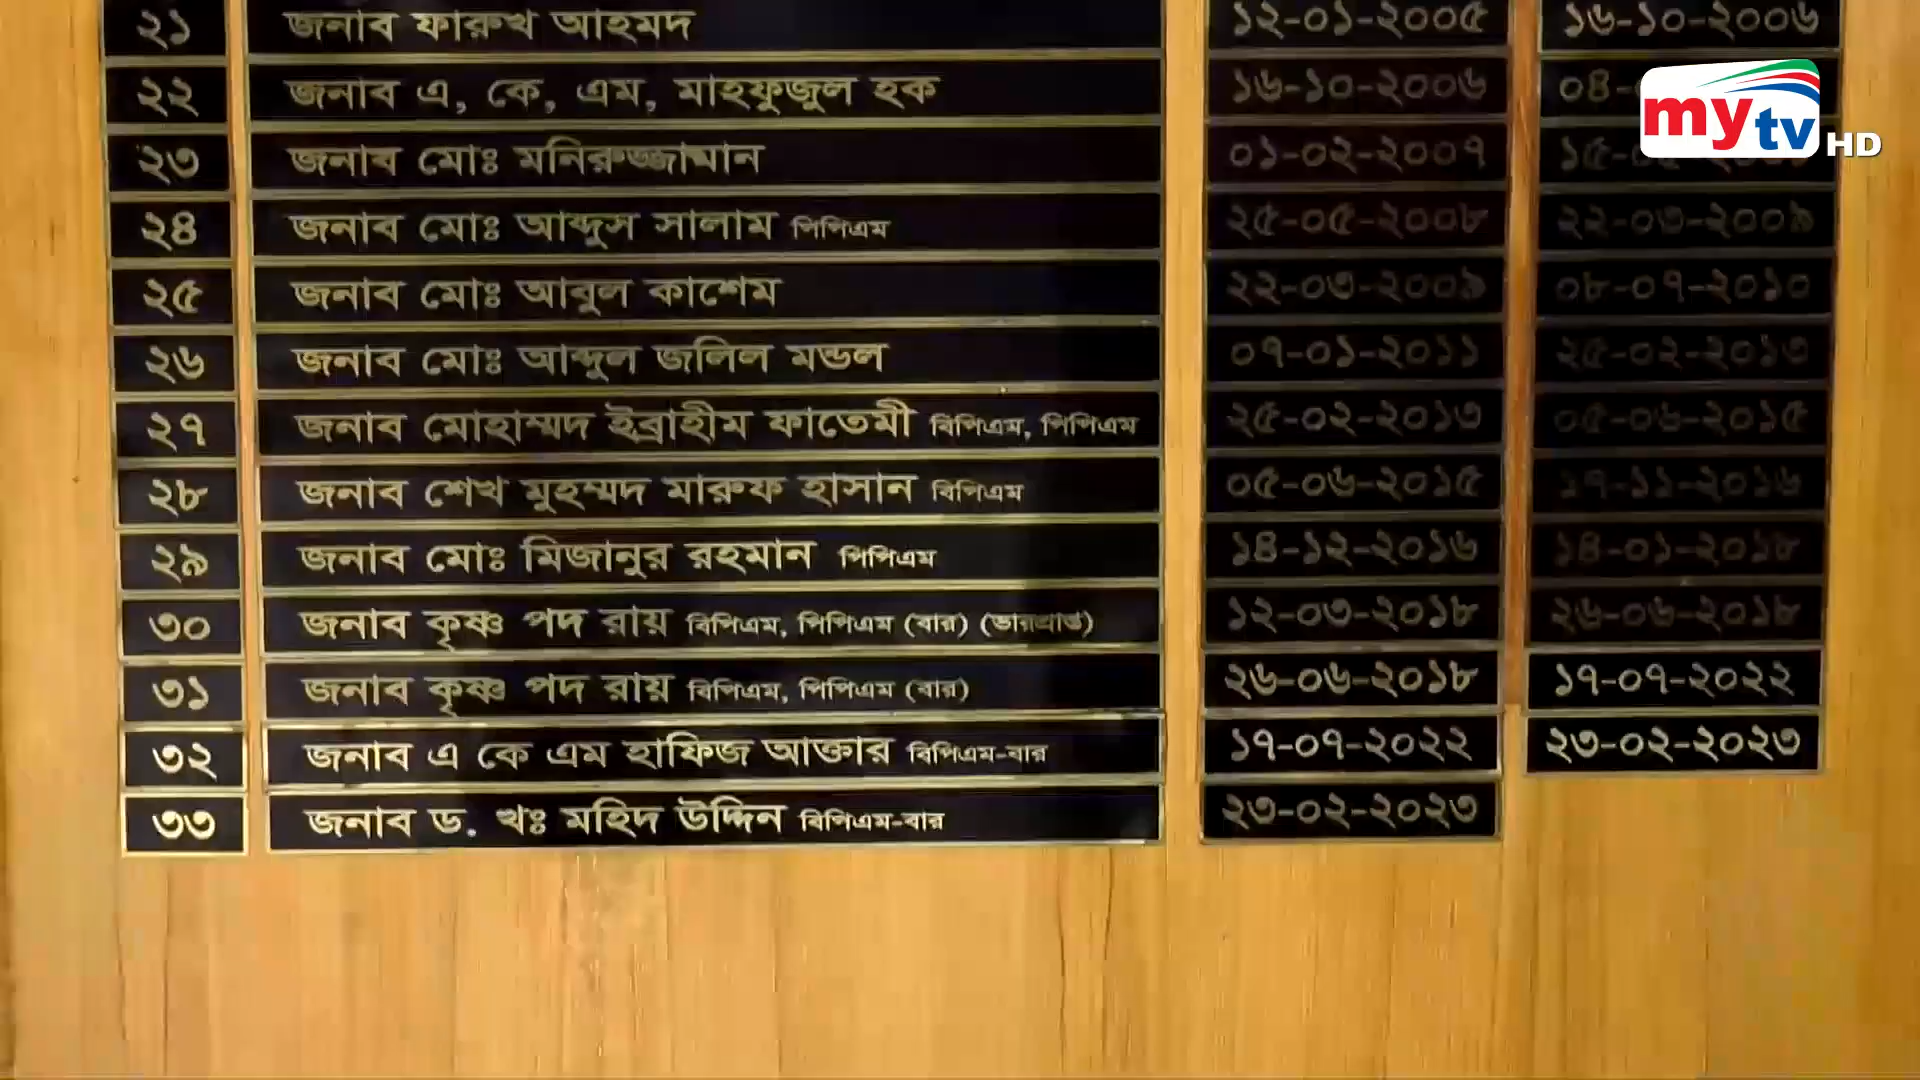 ২১ জনাব ফারুখ আহমদ ১২-০১-২০০৫ ১৬-১০-২০০৬
২২ জনাব এ, কে, এম, মাহফুজুল হক ১৬-১০-২০০৬
২৩ জনাব মোঃ মনিরুজ্জামান ০১-০২-২০০৭
২৪ জনাব মোঃ আব্দুস সালাম পিপিএম ২৫-০৫-২০০৮ ২২-০৩-২০০৯
২৫ জনাব মোঃ আবুল কাশেম ২২-০৩-২০০৯ ০৮-০৭-২০১০
২৬ জনাব মোঃ আব্দুল জলিল মন্ডল ০৭-০১-২০১১ ২৫-০২-২০১৩
২৭ জনাব মোহাম্মদ ইব্রাহীম ফাতেমী বিপিএম, পিপিএম ২৫-০২-২০১৩ ০৫-০৬-২০১৫
২৮ জনাব শেখ মুহম্মদ মারুফ হাসান বিপিএম ০৫-০৬-২০১৫ ১৭-১১-২০১৬
২৯ জনাব মোঃ মিজানুর রহমান পিপিএম ১৪-১২-২০১৬ ১৪-০১-২০১৮
৩০ জনাব কৃষ্ণ পদ রায় বিপিএম, পিপিএম (বার) (ভারপ্রাপ্ত) ১২-০৩-২০১৮ ২৬-০৬-২০১৮
৩১ জনাব কৃষ্ণ পদ রায় বিপিএম, পিপিএম (বার) ২৬-০৬-২০১৮ ১৭-০৭-২০২২
৩২ জনাব এ কে এম হাফিজ আক্তার বিপিএম-বার ১৭-০৭-২০২২ ২৩-০২-২০২৩
৩৩ জনাব ড. খঃ মহিদ উদ্দিন বিপিএম-বার ২৩-০২-২০২৩
mytv HD